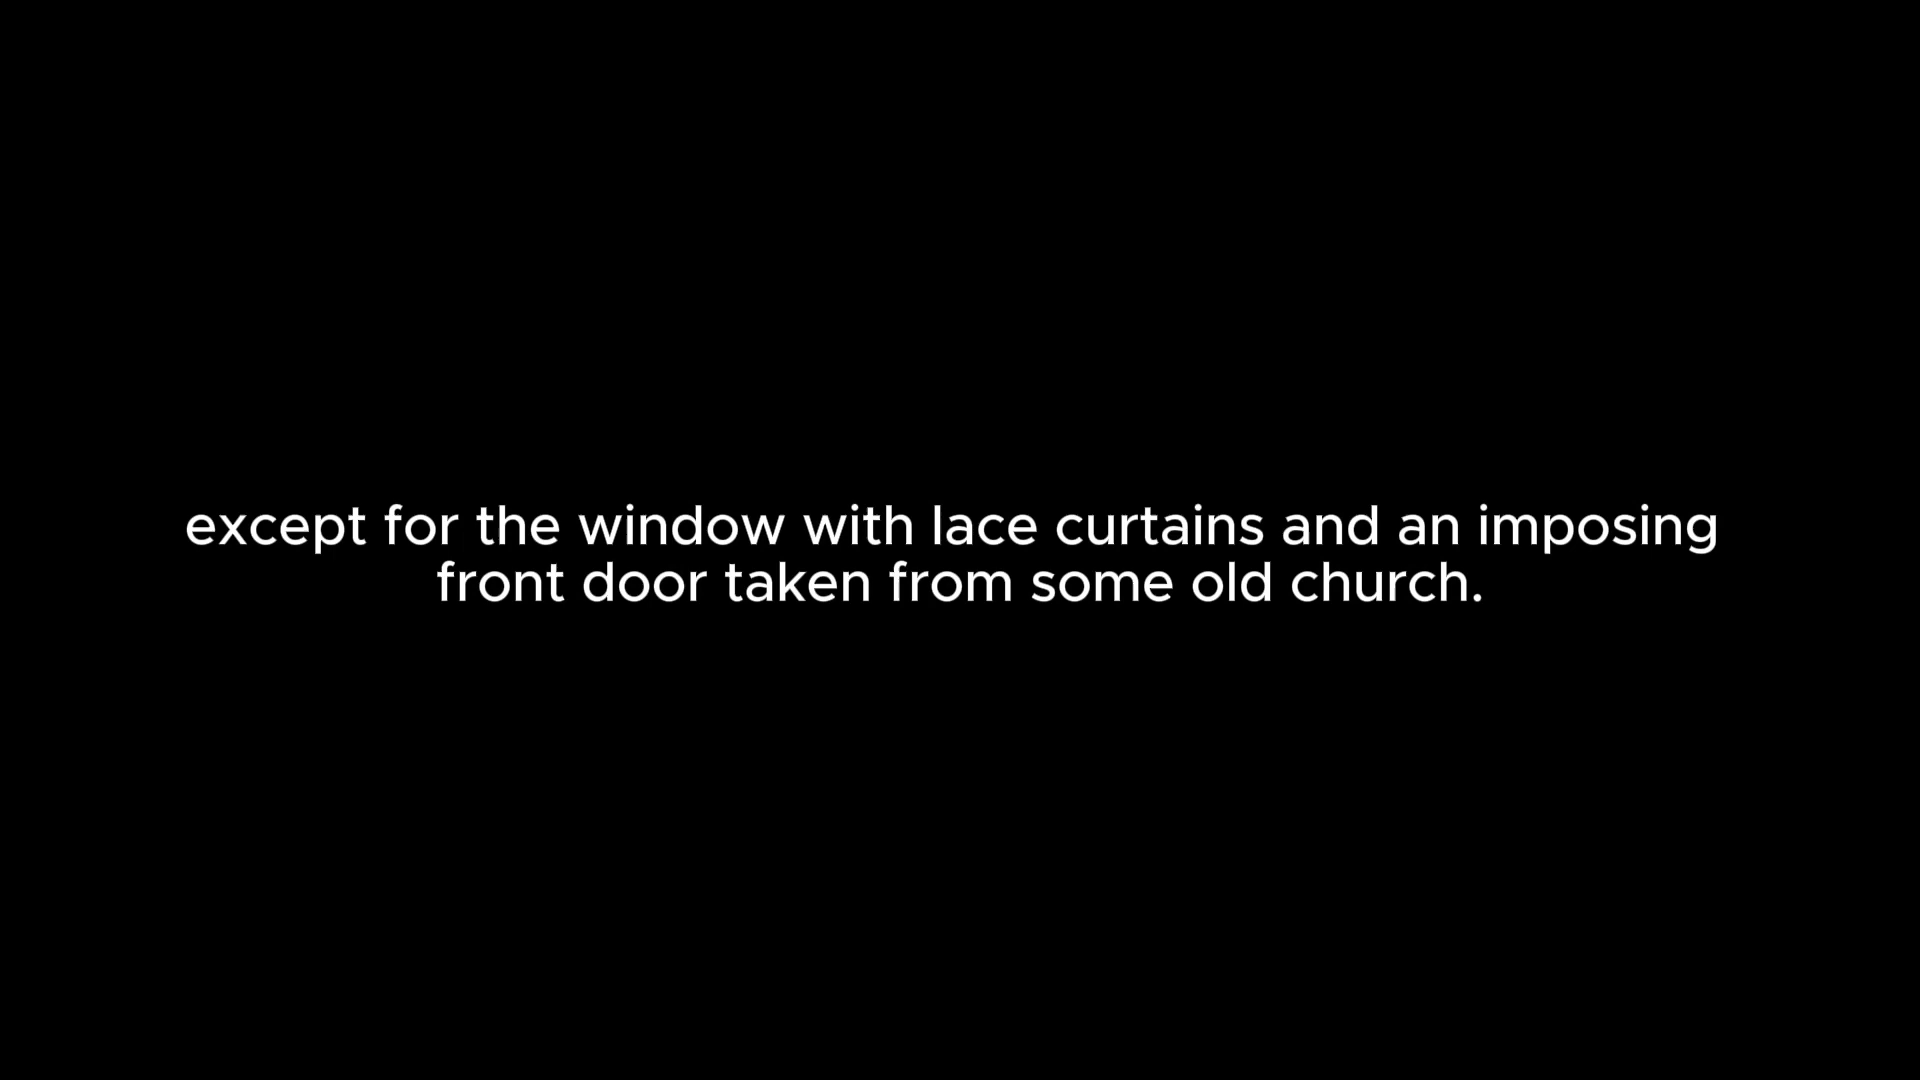 except for the window with lace curtains and an imposing
front door taken from some old church.